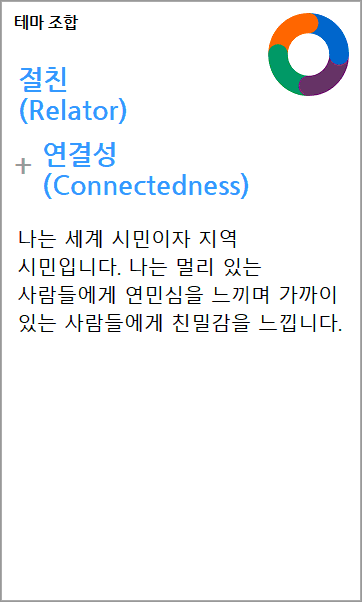 테마 조합
절친
(Relator)
+ 연결성
(Connectedness)
나는 세계 시민이자 지역
시민입니다. 나는 멀리 있는
사람들에게 연민심을 느끼며 가까이
있는 사람들에게 친밀감을 느낍니다.